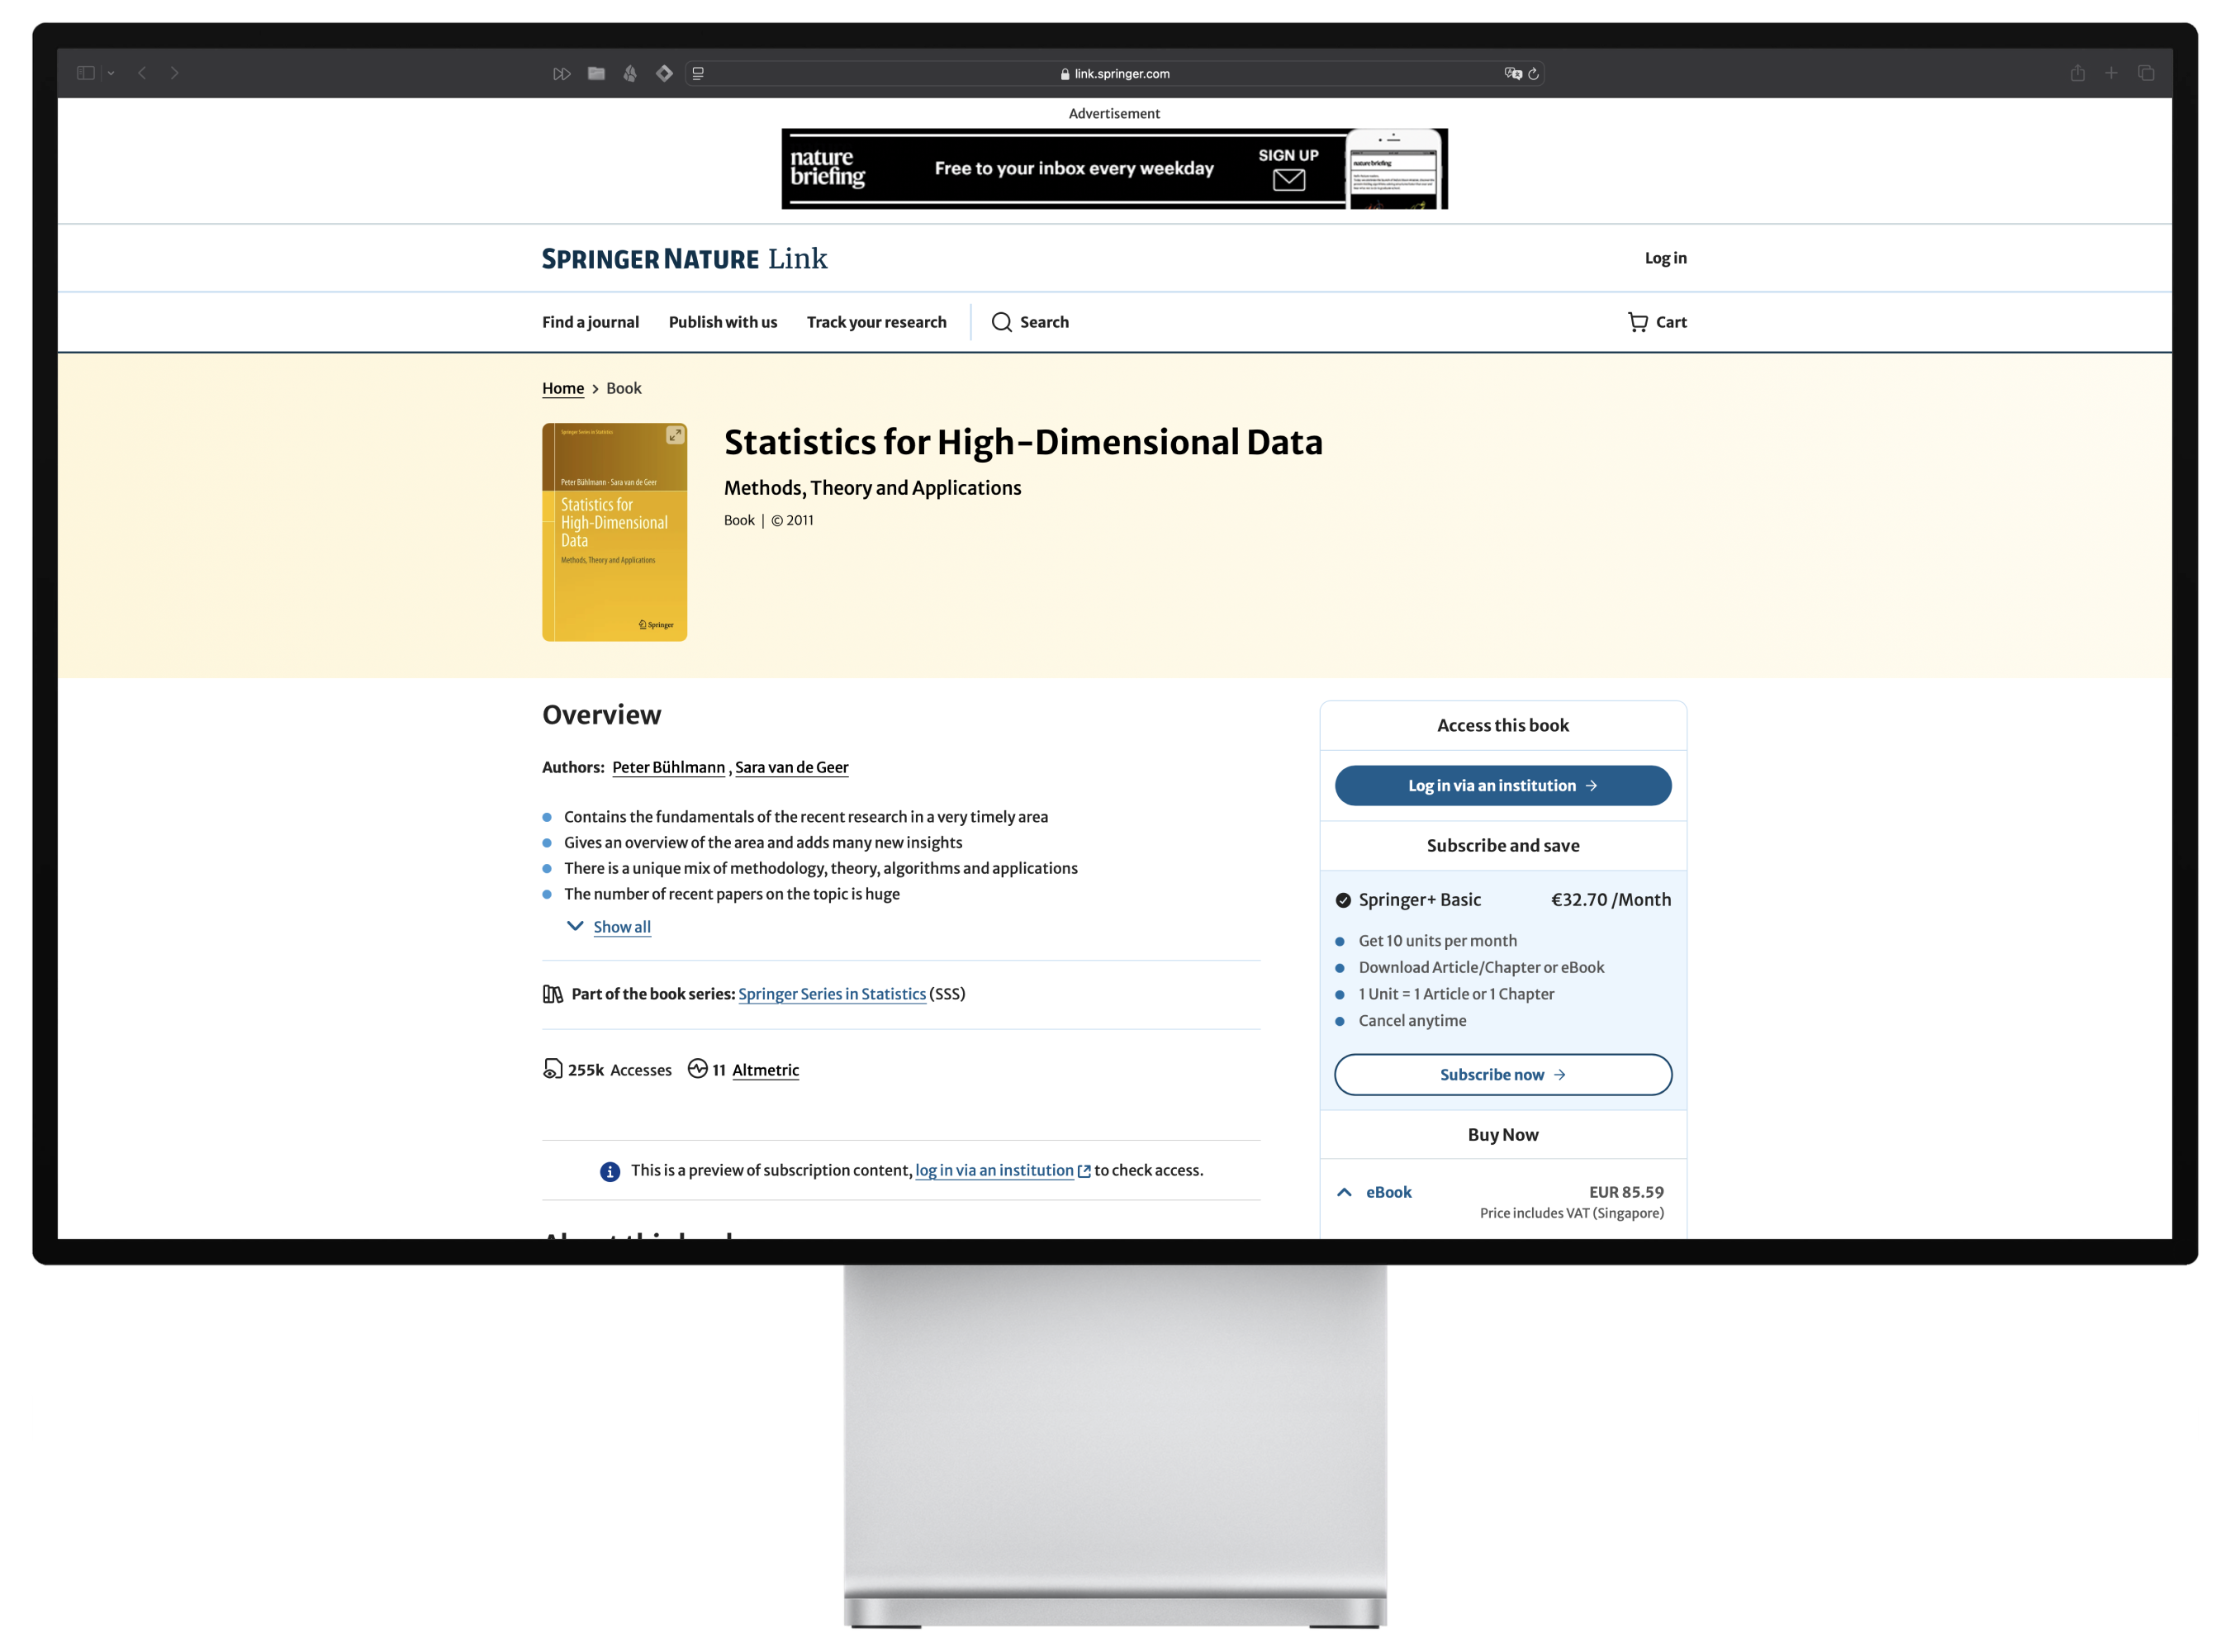 link.springer.com
Advertisement
nature
briefing
Free to your inbox every weekday
SIGN UP
nature briefing
SPRINGER NATURE Link
Log in
Find a journal
Publish with us
Track your research
Search
Cart
Home > Book
Springer Series in Statistics
Peter Bühlmann · Sara van de Geer
Statistics for
High-Dimensional
Data
Methods, Theory and Applications
Springer
Statistics for High-Dimensional Data
Methods, Theory and Applications
Book | © 2011
Overview
Authors: Peter Bühlmann , Sara van de Geer
Contains the fundamentals of the recent research in a very timely area
Gives an overview of the area and adds many new insights
There is a unique mix of methodology, theory, algorithms and applications
The number of recent papers on the topic is huge
Show all
Part of the book series: Springer Series in Statistics (SSS)
255k Accesses
11 Altmetric
This is a preview of subscription content, log in via an institution to check access.
Access this book
Log in via an institution →
Subscribe and save
Springer+ Basic
€32.70 /Month
Get 10 units per month
Download Article/Chapter or eBook
1 Unit = 1 Article or 1 Chapter
Cancel anytime
Subscribe now →
Buy Now
eBook
EUR 85.59
Price includes VAT (Singapore)